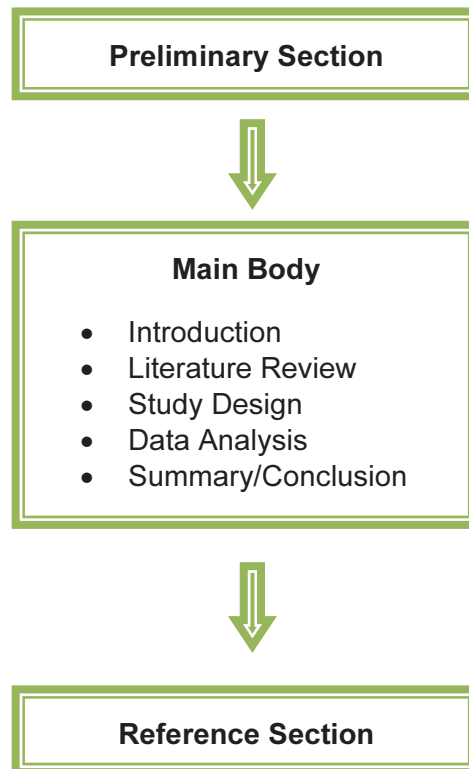 Preliminary Section
Main Body
• Introduction
• Literature Review
• Study Design
• Data Analysis
• Summary/Conclusion
Reference Section